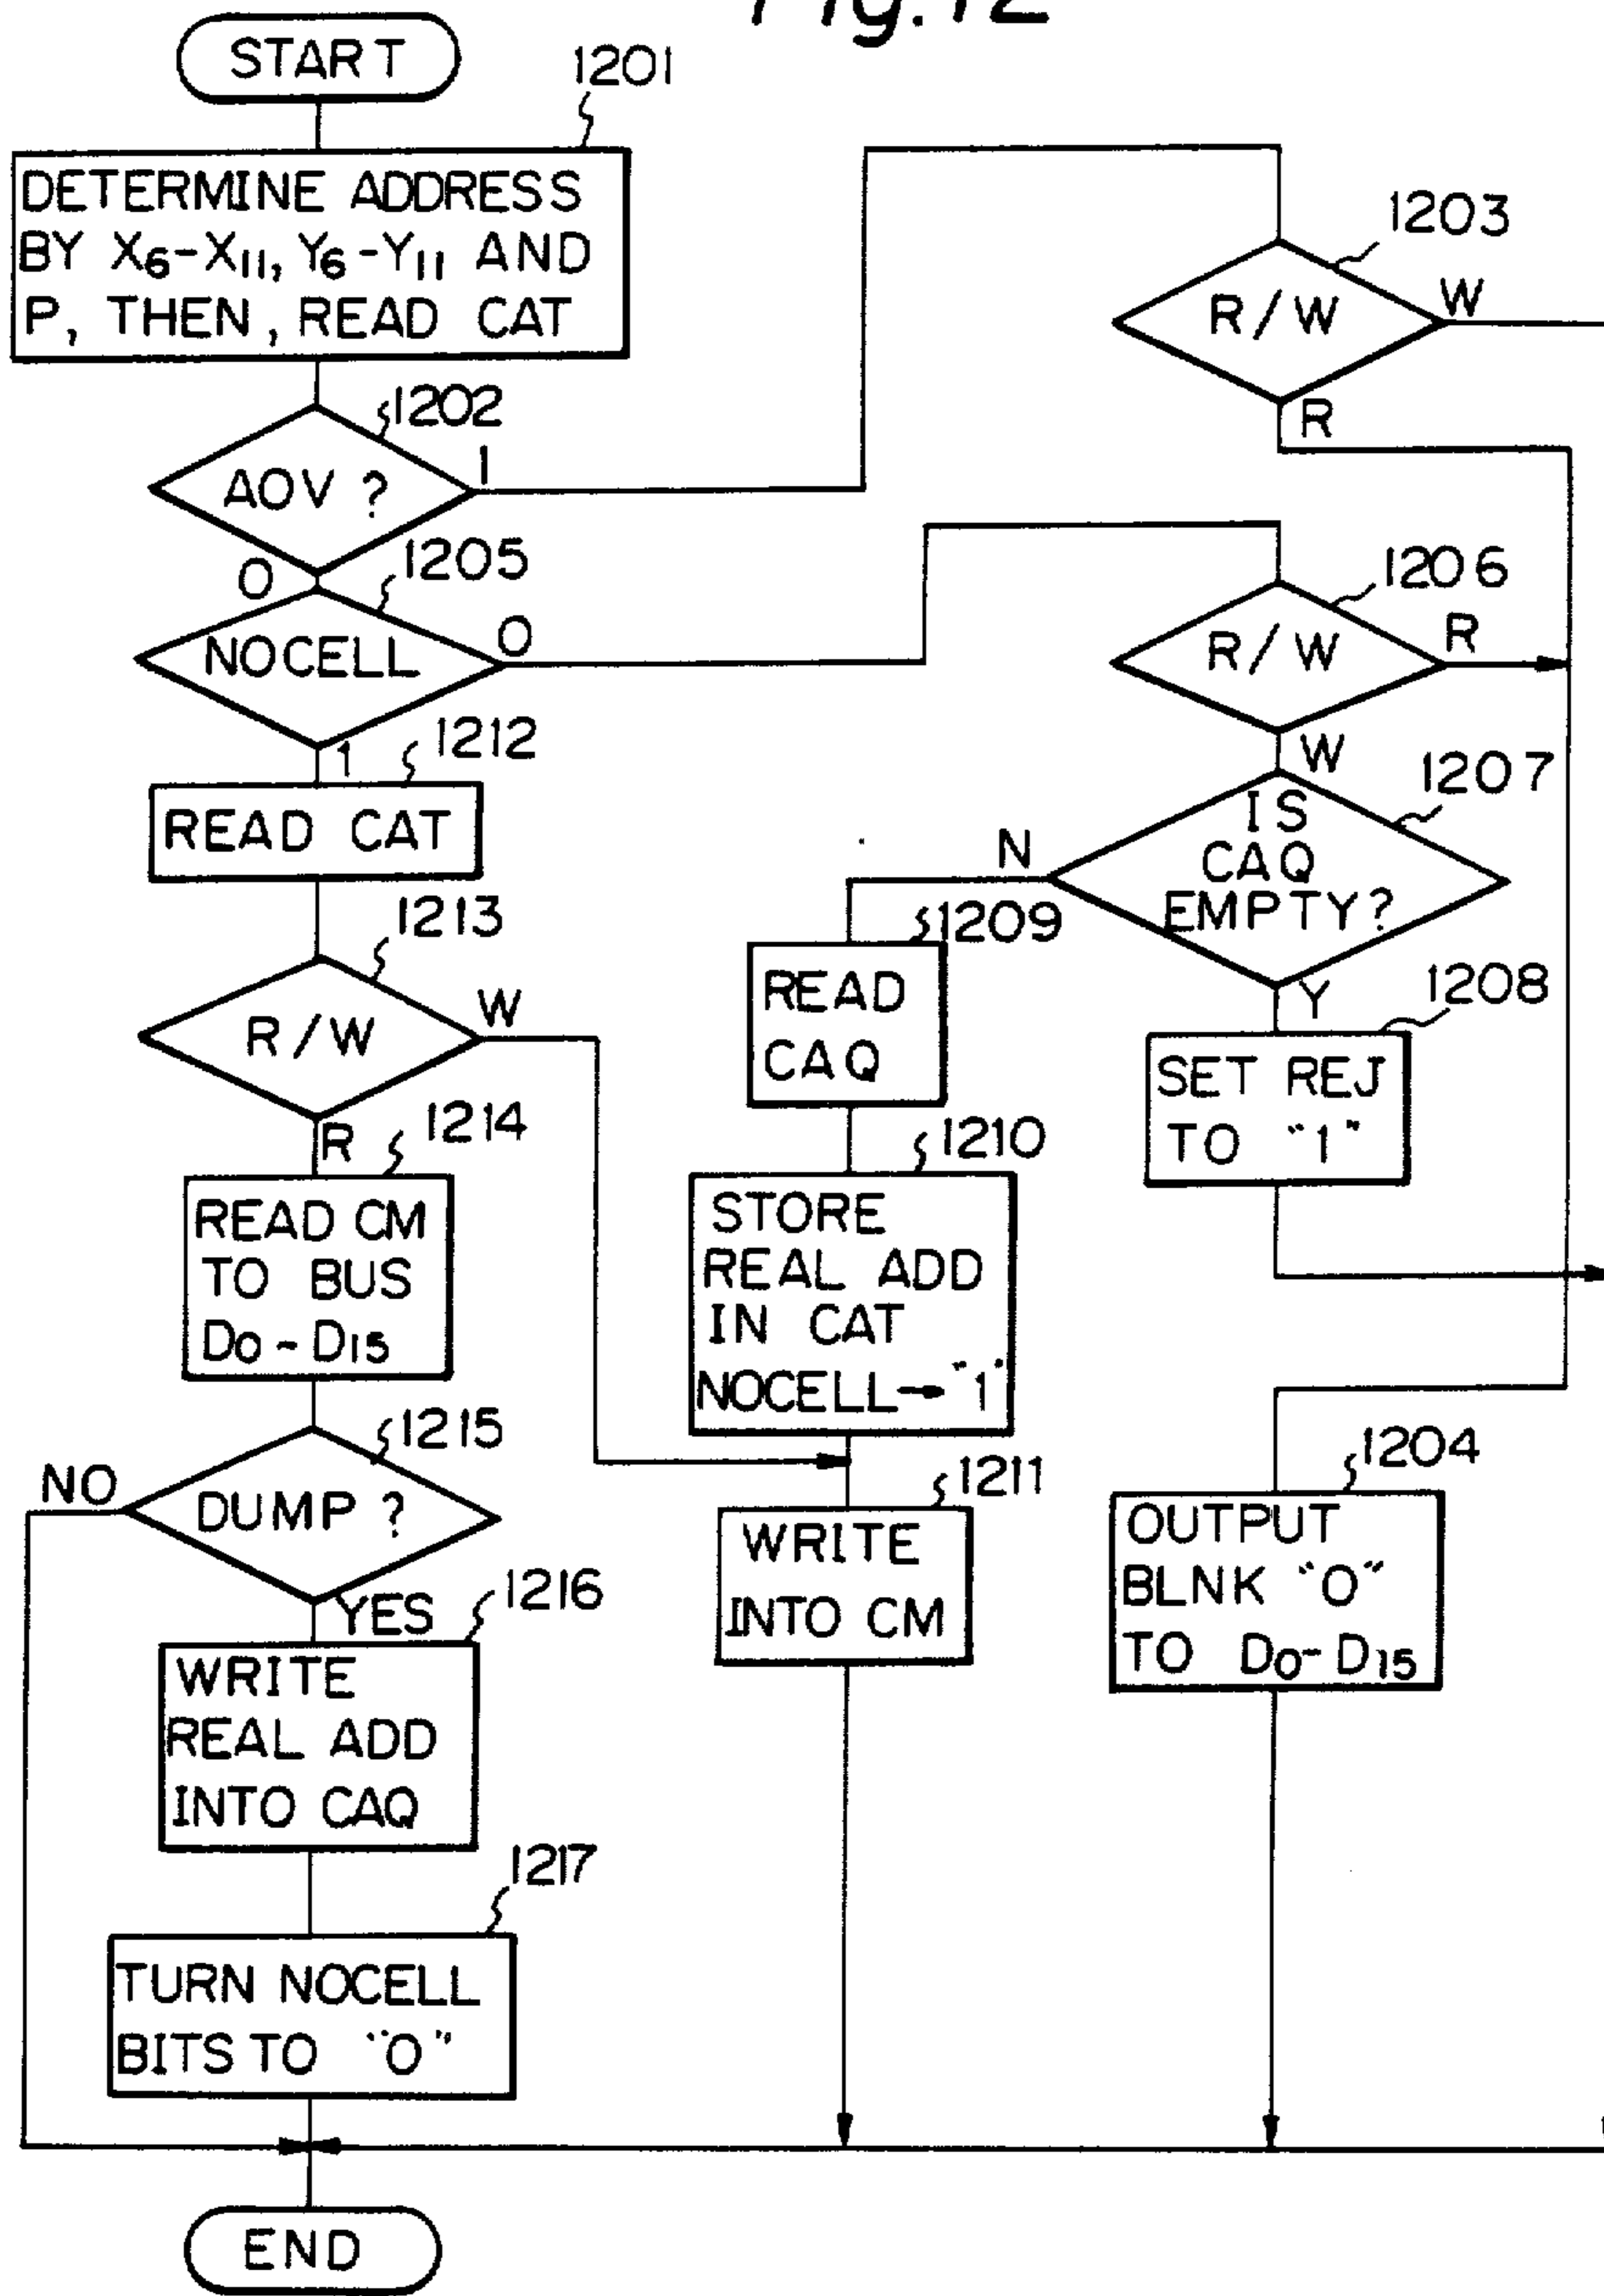 Fig.12
START
1201
DETERMINE ADDRESS
BY X6-X11, Y6-Y11 AND
P, THEN, READ CAT
1202
AOV ?
1
0
1203
R/W
W
R
1205
NOCELL
0
1
1206
R/W
R
W
1207
IS
CAQ
EMPTY?
N
Y
1208
SET REJ
TO "1"
1209
READ
CAQ
1210
STORE
REAL ADD
IN CAT
NOCELL→"1"
1211
WRITE
INTO CM
1204
OUTPUT
BLNK "0"
TO D0-D15
1212
READ CAT
1213
R/W
W
R
1214
READ CM
TO BUS
D0-D15
1215
DUMP ?
NO
YES
1216
WRITE
REAL ADD
INTO CAQ
1217
TURN NOCELL
BITS TO "0"
END